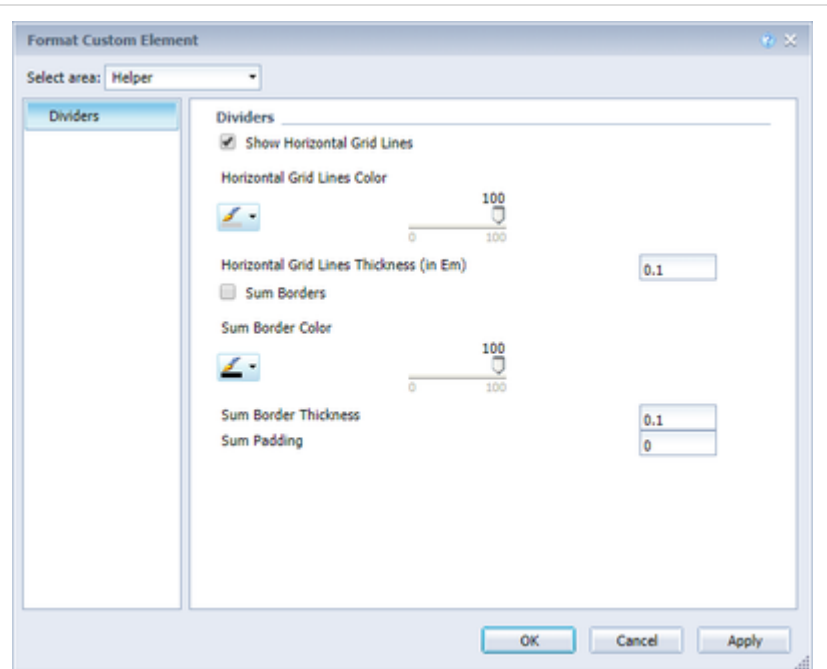 Format Custom Element
Select area: Helper
Dividers
Dividers
Show Horizontal Grid Lines
Horizontal Grid Lines Color
100
0 100
Horizontal Grid Lines Thickness (in Em) 0.1
Sum Borders
Sum Border Color
100
0 100
Sum Border Thickness 0.1
Sum Padding 0
OK Cancel Apply